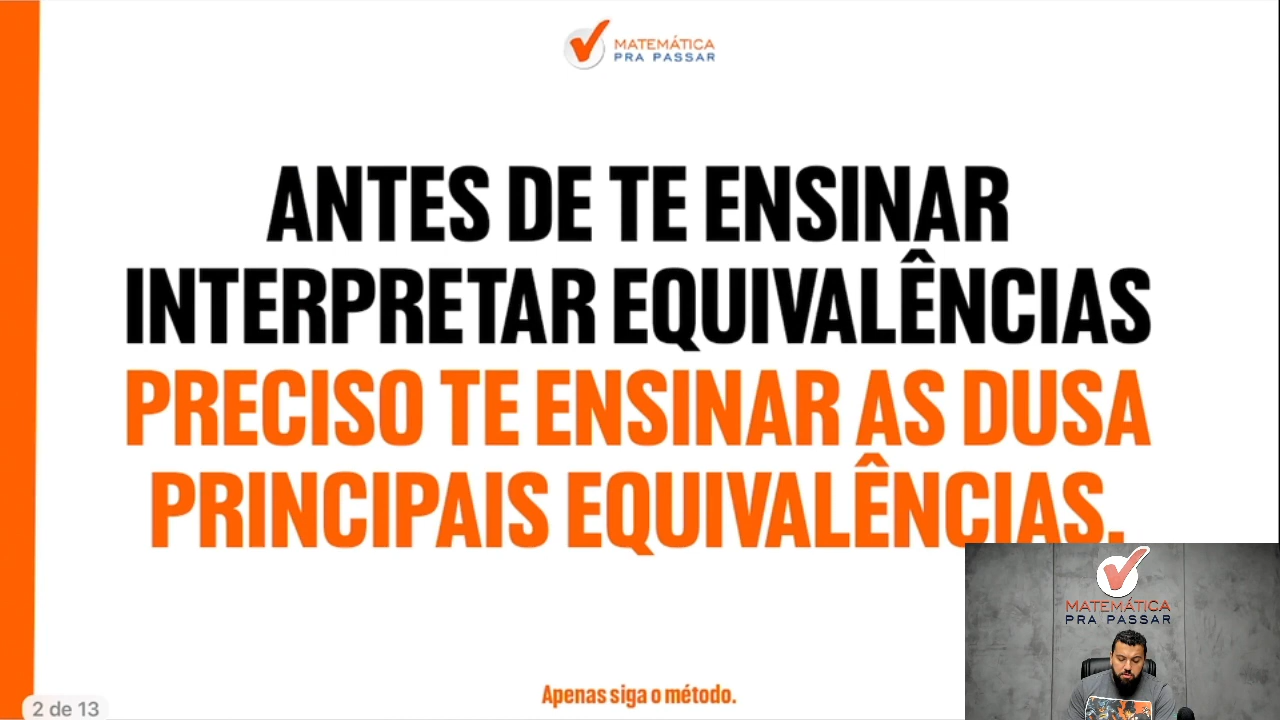 MATEMÁTICA
PRA PASSAR
ANTES DE TE ENSINAR
INTERPRETAR EQUIVALÊNCIAS
PRECISO TE ENSINAR AS DUSA
PRINCIPAIS EQUIVALÊNCIAS.
MATEMÁTICA
PRA PASSAR
Apenas siga o método.
2 de 13